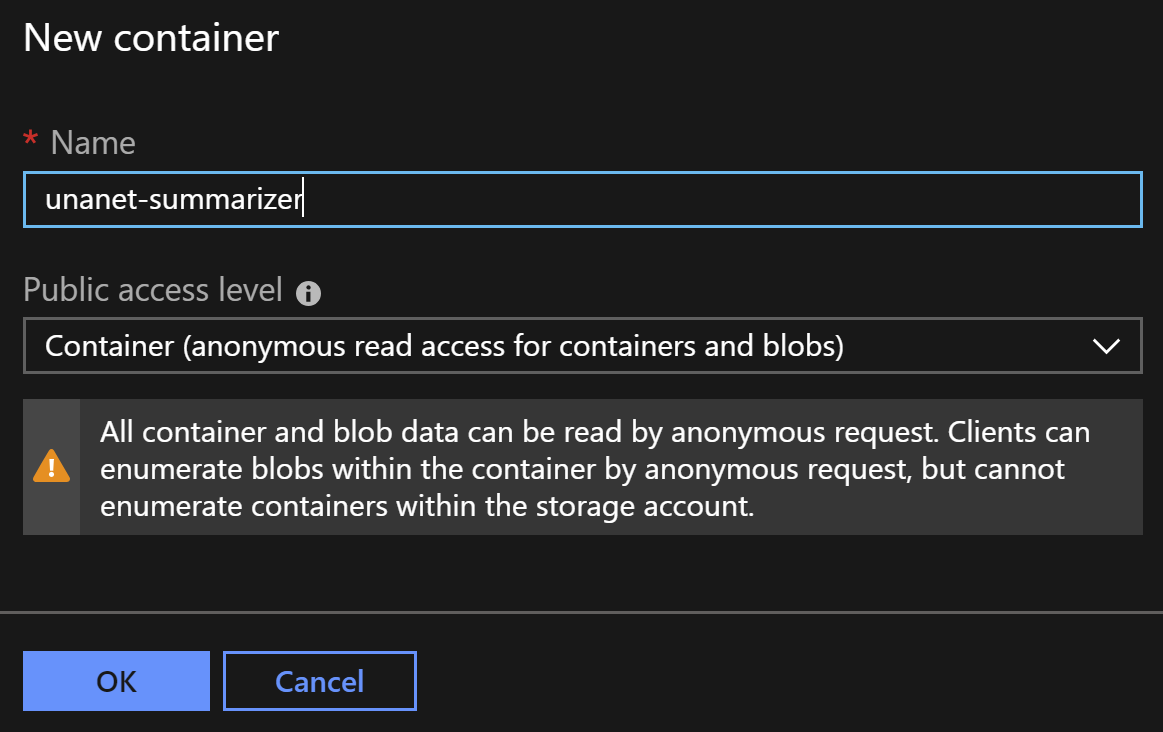 New container
* Name
unanet-summarizer
Public access level
Container (anonymous read access for containers and blobs)
All container and blob data can be read by anonymous request. Clients can
enumerate blobs within the container by anonymous request, but cannot
enumerate containers within the storage account.
OK
Cancel